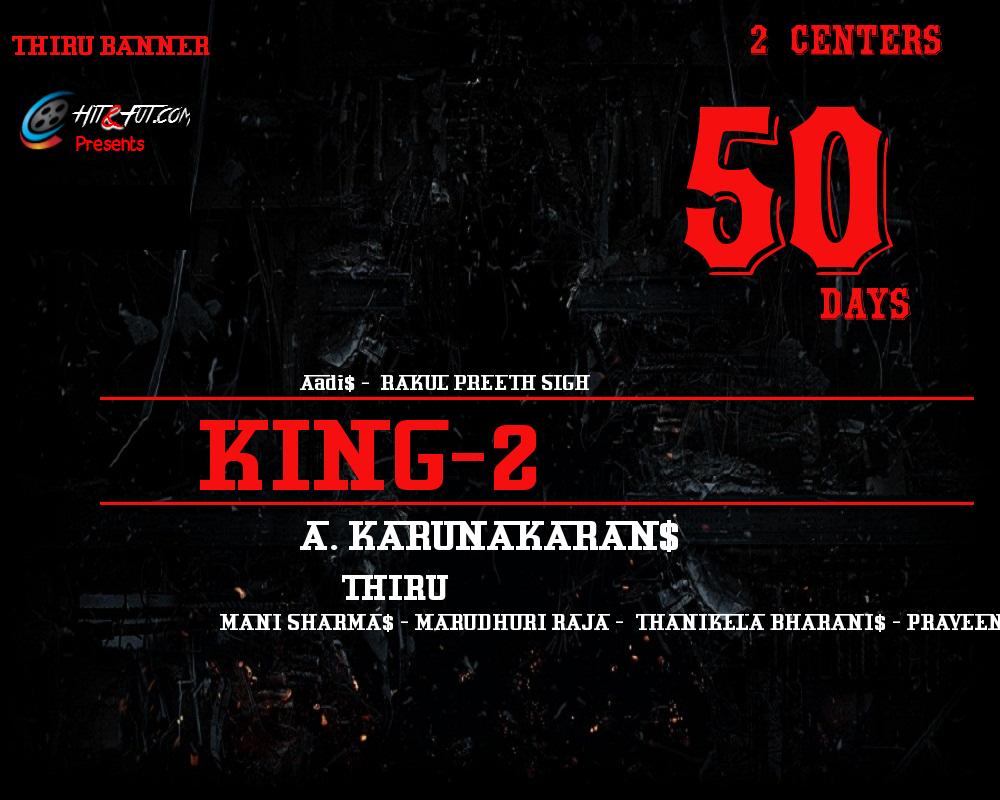 THIRU BANNER
2 CENTERS
HIT&FUT.COM
Presents
50
DAYS
Aadi$ - RAKUL PREETH SIGH
KING-2
A. KARUNAKARAN$
THIRU
MANI SHARMA$ - MARUDHURI RAJA - THANIKELA BHARANI$ - PRAVEEN